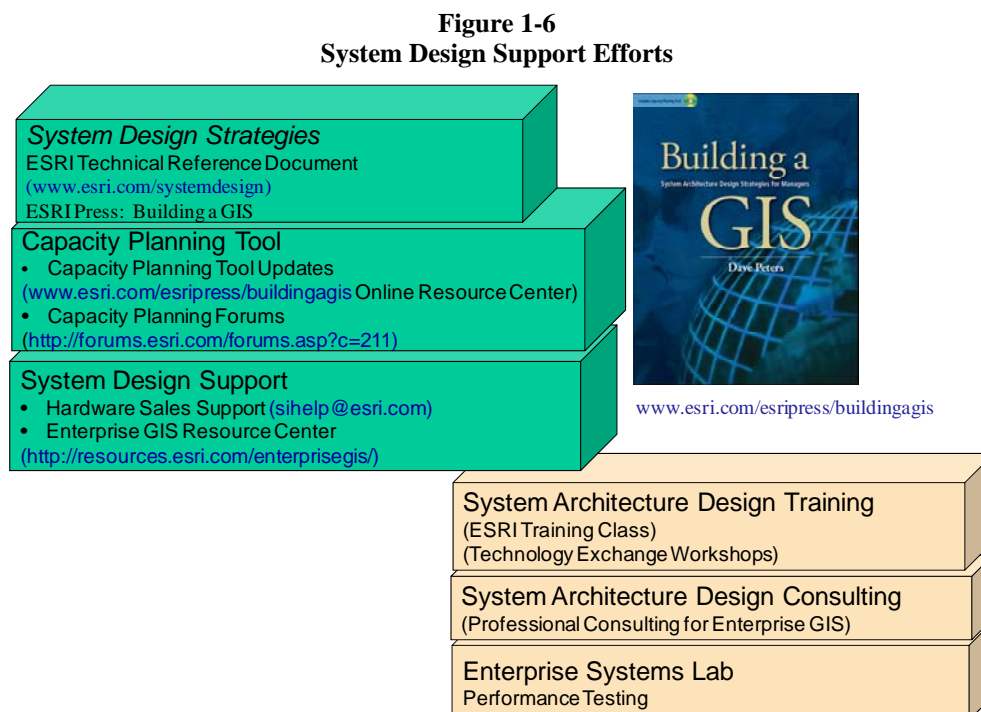 Figure 1-6
System Design Support Efforts
System Design Strategies
ESRI Technical Reference Document
(www.esri.com/systemdesign)
ESRI Press: Building a GIS
Capacity Planning Tool
• Capacity Planning Tool Updates
(www.esri.com/esripress/buildingagis Online Resource Center)
• Capacity Planning Forums
(http://forums.esri.com/forums.asp?c=211)
System Design Support
• Hardware Sales Support (sihelp@esri.com)
• Enterprise GIS Resource Center
(http://resources.esri.com/enterprisegis/)
Building a
System Architecture Design Strategies for Managers
GIS
Dave Peters
www.esri.com/esripress/buildingagis
System Architecture Design Training
(ESRI Training Class)
(Technology Exchange Workshops)
System Architecture Design Consulting
(Professional Consulting for Enterprise GIS)
Enterprise Systems Lab
Performance Testing